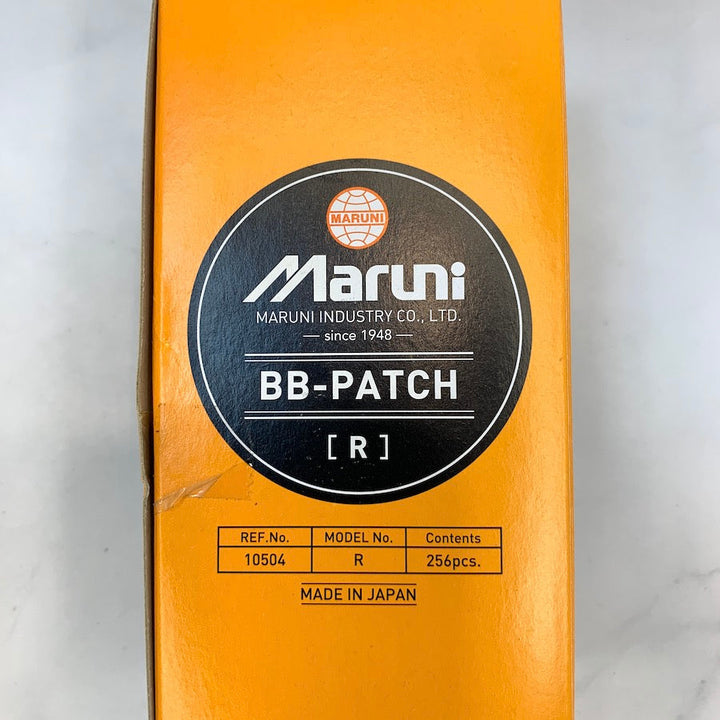 MARUNI
Maruni
MARUNI INDUSTRY CO., LTD.
since 1948
BB-PATCH
[ R ]
REF.No. MODEL No. Contents
10504 R 256pcs.
MADE IN JAPAN